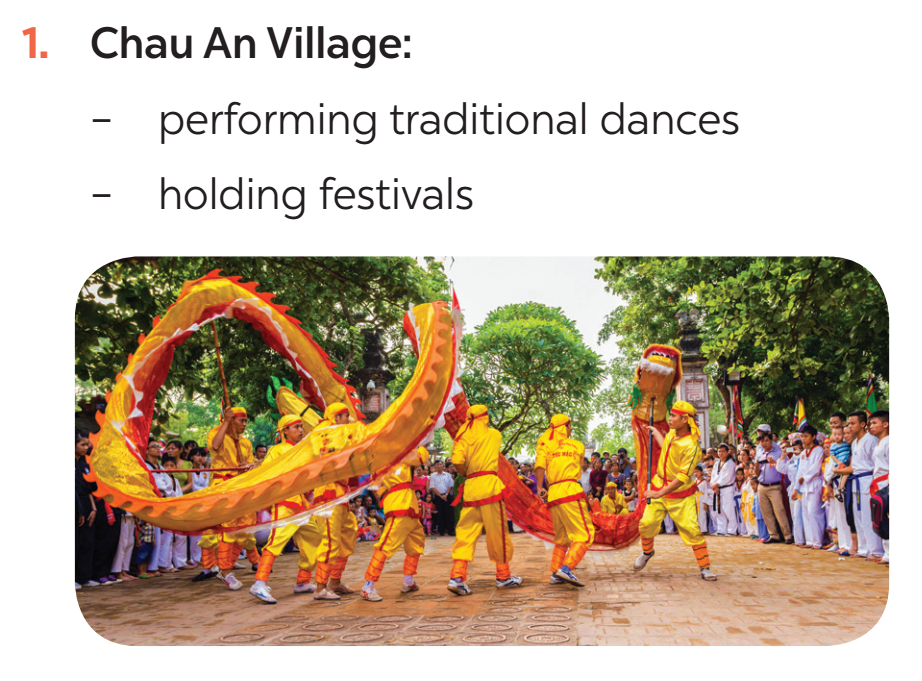 1. Chau An Village:
– performing traditional dances
– holding festivals